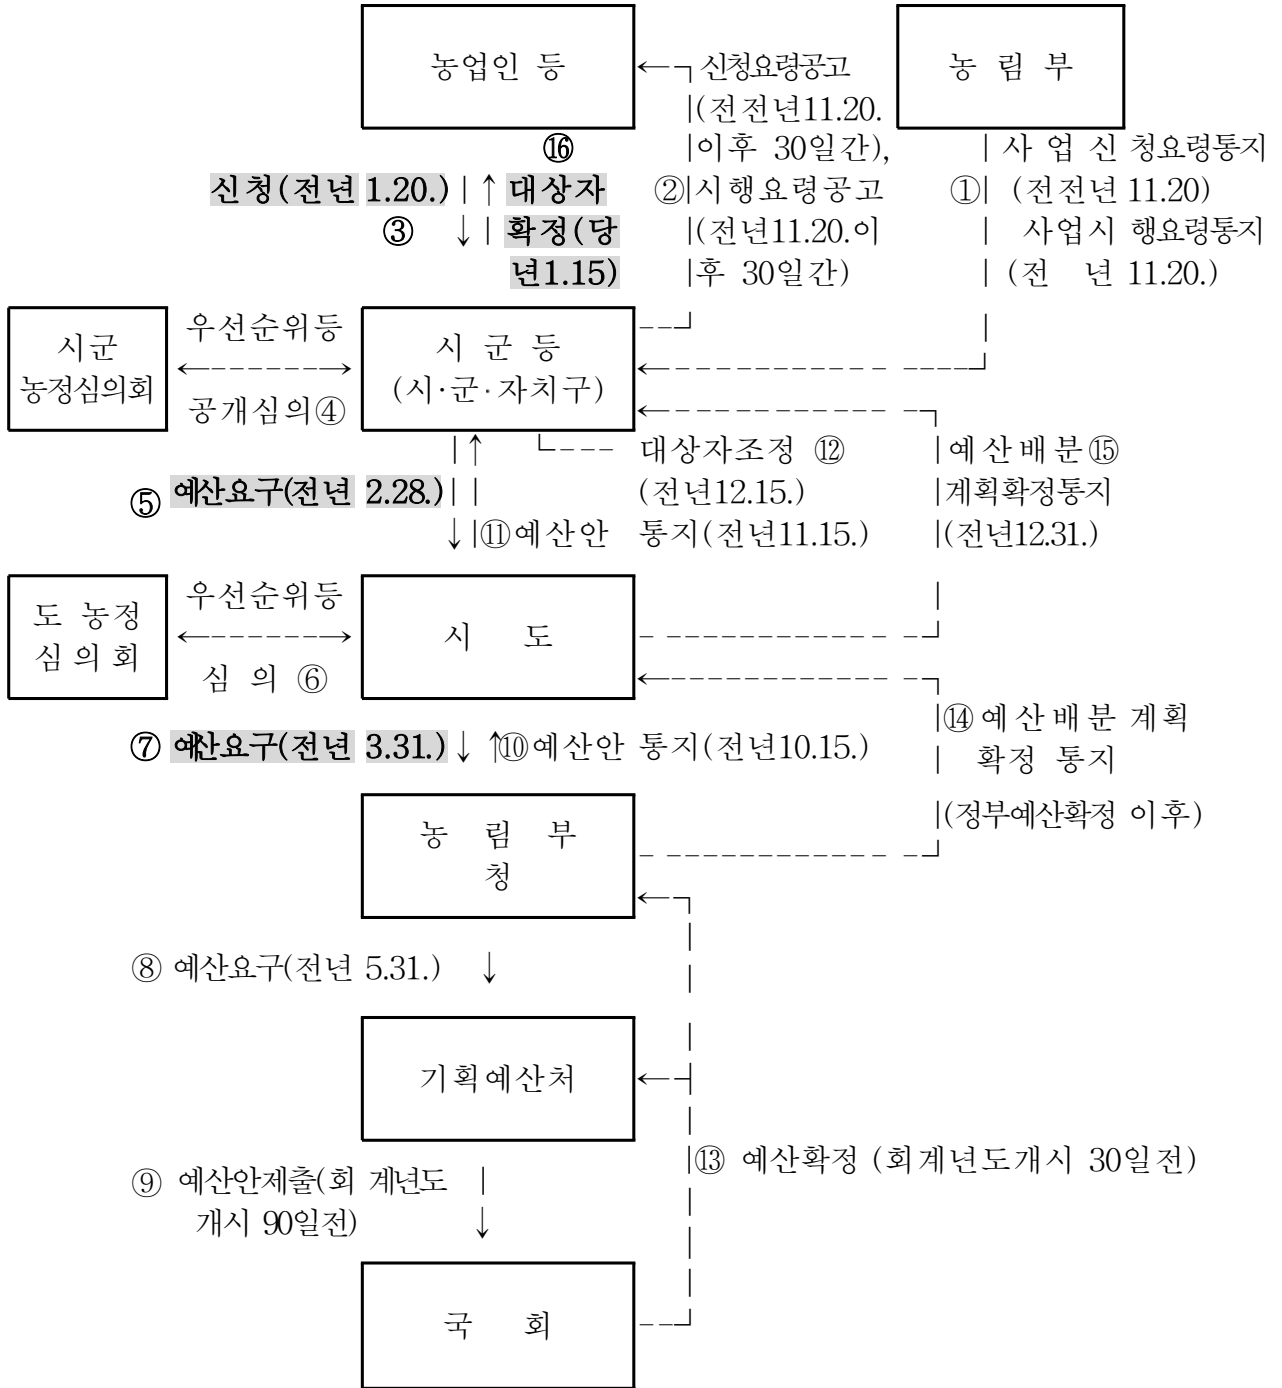 농업인 등
신청요령공고
(전전년11.20.
이후 30일간),
②시행요령공고
(전년11.20.이
후 30일간)
농 림 부
사 업 신 청요령통지
① (전전년 11.20)
사업시 행요령통지
(전 년 11.20.)
신청(전년 1.20.)
③
⑯
대상자
확정(당
년1.15)
시군
농정심의회
우선순위등
공개심의④
시 군 등
(시·군·자치구)
대상자조정 ⑫
(전년12.15.)
예산배분⑮
계획확정통지
(전년12.31.)
⑤ 예산요구(전년 2.28.)
⑪예산안 통지(전년11.15.)
도 농정
심의회
우선순위등
심 의 ⑥
시 도
⑦ 예산요구(전년 3.31.)
⑩예산안 통지(전년10.15.)
⑭예산배분 계획
확정 통지
(정부예산확정 이후)
농 림 부
청
⑧ 예산요구(전년 5.31.)
기획예산처
⑨ 예산안제출(회 계년도
개시 90일전)
⑬ 예산확정 (회계년도개시 30일전)
국 회